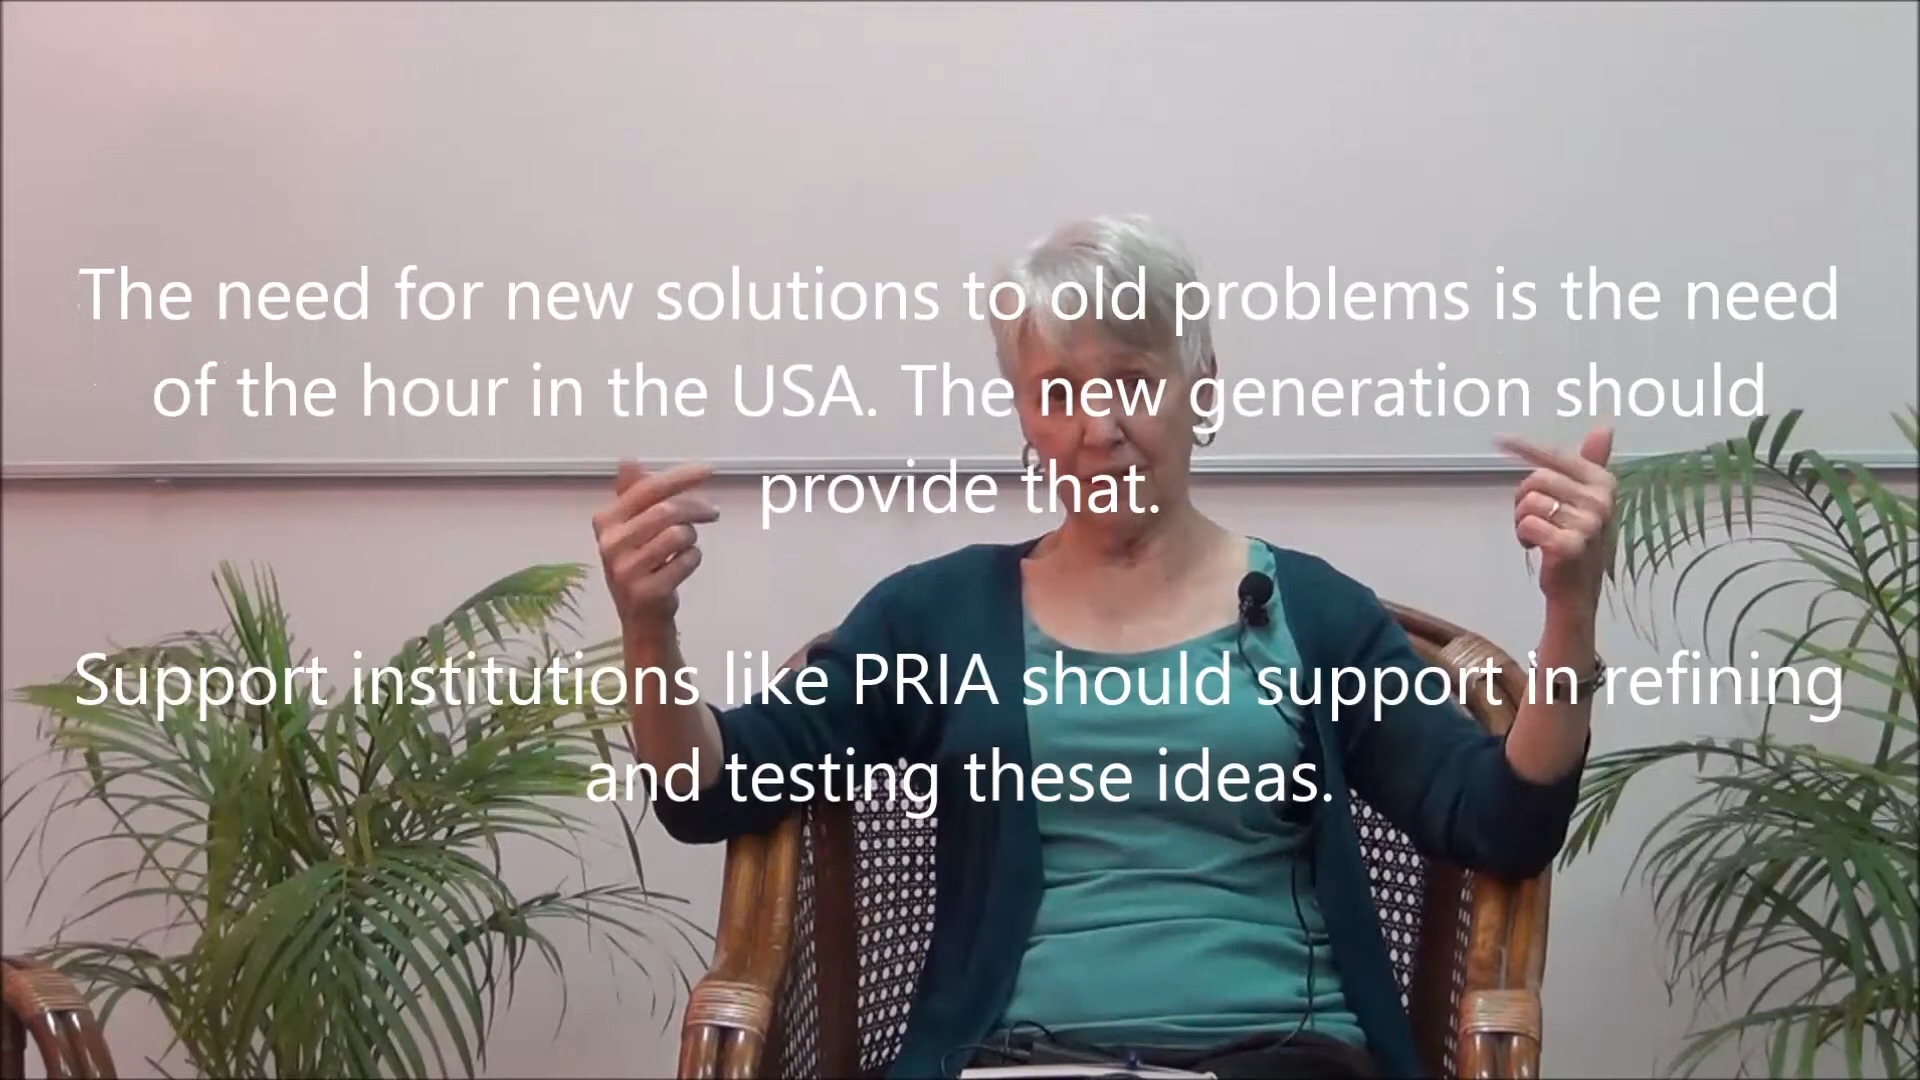 The need for new solutions to old problems is the need
of the hour in the USA. The new generation should
provide that.
Support institutions like PRIA should support in refining
and testing these ideas.